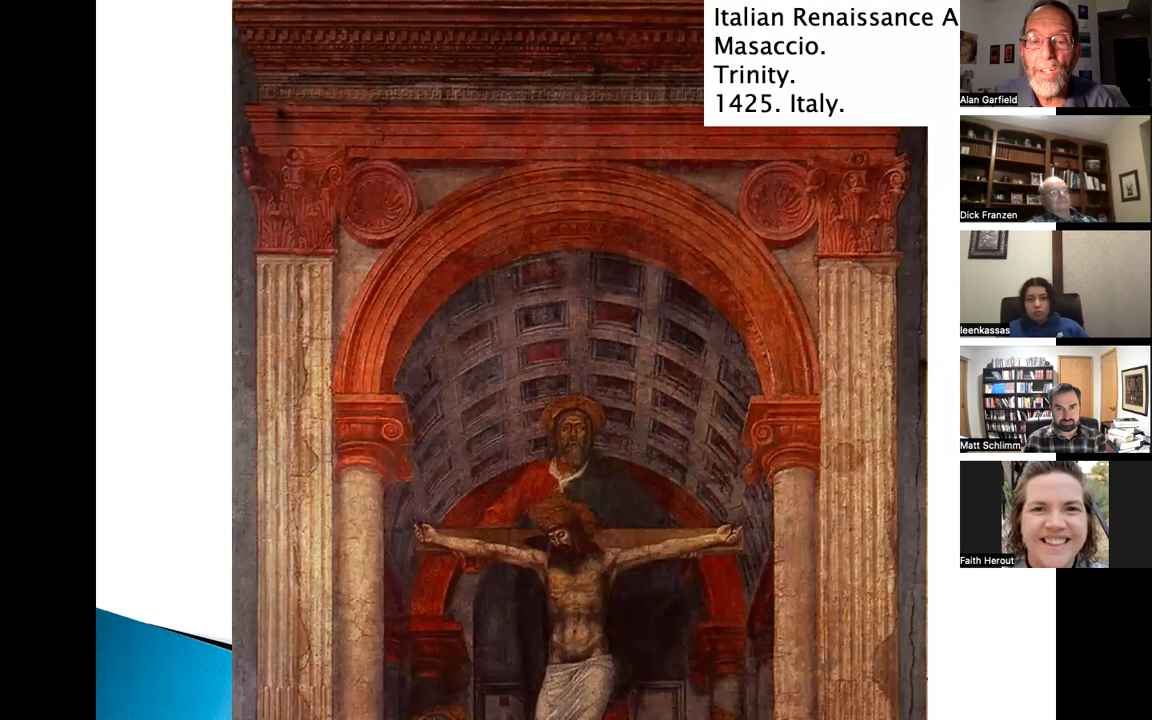 Italian Renaissance A
Masaccio.
Trinity.
1425. Italy.
Alan Garfield
Dick Franzen
leenkassas
Matt Schlimm
Faith Herout